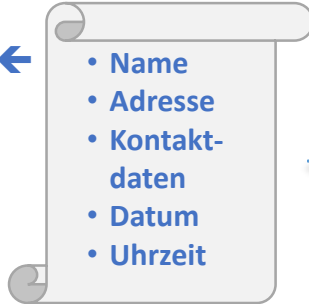 • Name
• Adresse
• Kontakt-
daten
• Datum
• Uhrzeit